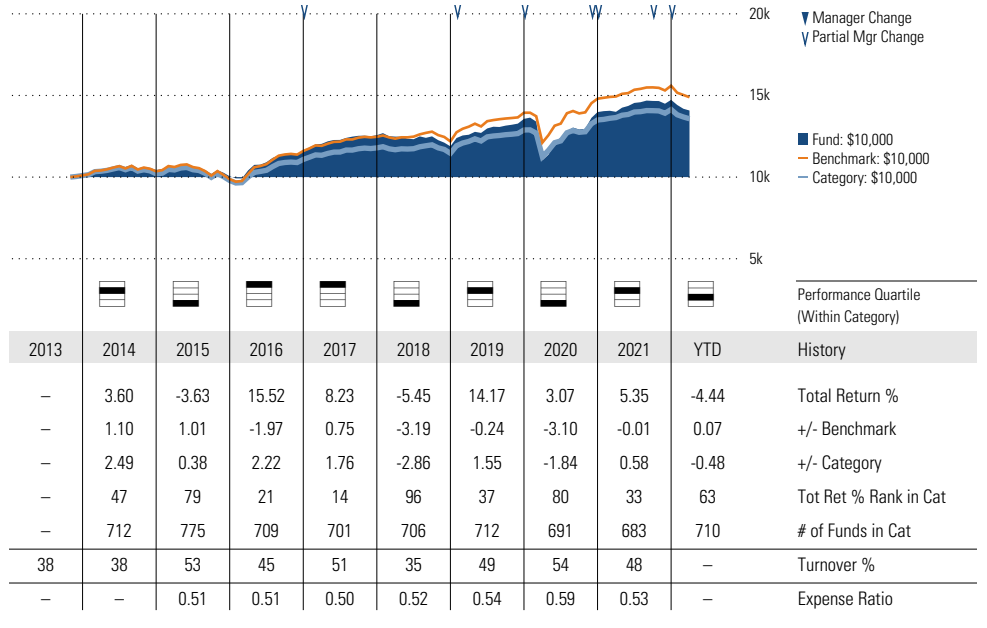 20k
▼ Manager Change
Partial Mgr Change
15k
Fund: $10,000
Benchmark: $10,000
Category: $10,000
10k
5k
Performance Quartile
(Within Category)
2013 2014 2015 2016 2017 2018 2019 2020 2021 YTD History
– 3.60 -3.63 15.52 8.23 -5.45 14.17 3.07 5.35 -4.44 Total Return %
– 1.10 1.01 -1.97 0.75 -3.19 -0.24 -3.10 -0.01 0.07 +/- Benchmark
– 2.49 0.38 2.22 1.76 -2.86 1.55 -1.84 0.58 -0.48 +/- Category
– 47 79 21 14 96 37 80 33 63 Tot Ret % Rank in Cat
– 712 775 709 701 706 712 691 683 710 # of Funds in Cat
38 38 53 45 51 35 49 54 48 – Turnover %
– – 0.51 0.51 0.50 0.52 0.54 0.59 0.53 – Expense Ratio